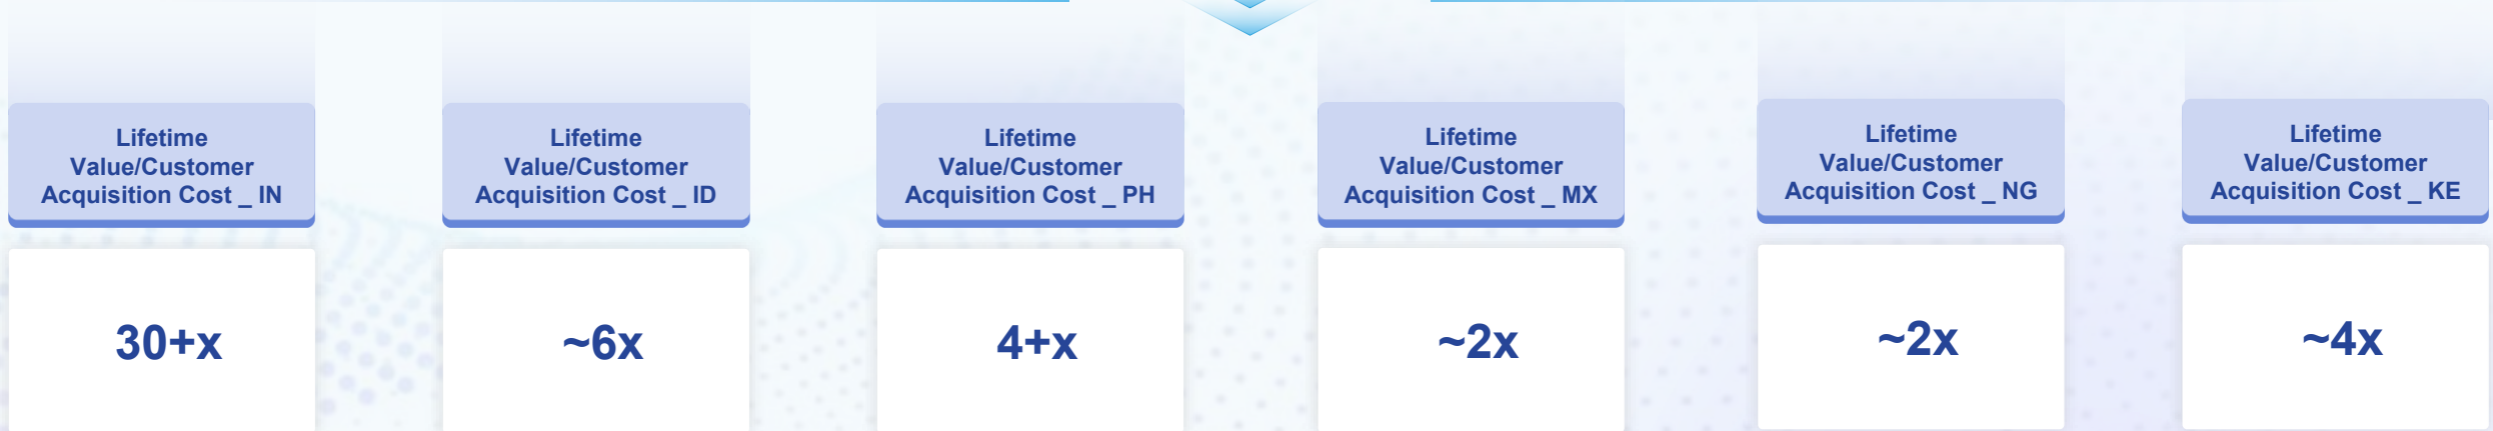 Lifetime
Value/Customer
Acquisition Cost _ IN
30+x
Lifetime
Value/Customer
Acquisition Cost _ ID
~6x
Lifetime
Value/Customer
Acquisition Cost _ PH
4+x
Lifetime
Value/Customer
Acquisition Cost _ MX
~2x
Lifetime
Value/Customer
Acquisition Cost _ NG
~2x
Lifetime
Value/Customer
Acquisition Cost _ KE
~4x